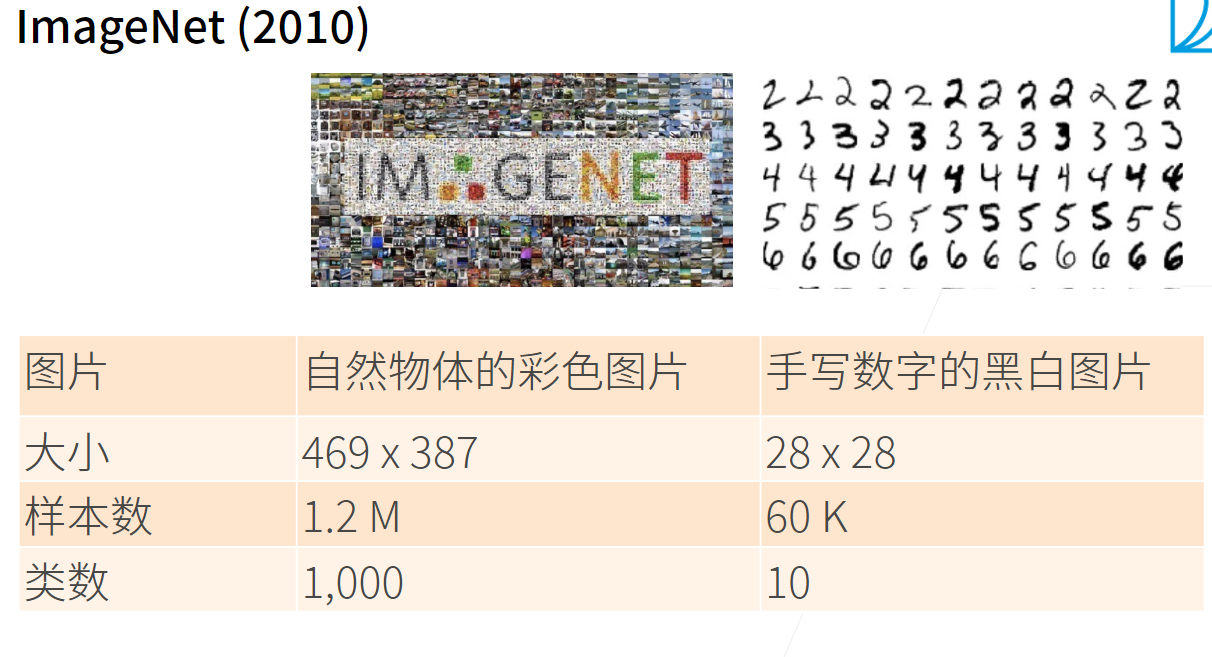 ImageNet (2010)
IMAGENET
2 2 2 2 2 2 2 2 2 2 2 2
3 3 3 3 3 3 3 3 3 3 3 3
4 4 4 4 4 4 4 4 4 4 4 4
5 5 5 5 5 5 5 5 5 5 5 5
6 6 6 6 6 6 6 6 6 6 6 6
图片 自然物体的彩色图片 手写数字的黑白图片
大小 469 x 387 28 x 28
样本数 1.2 M 60 K
类数 1,000 10